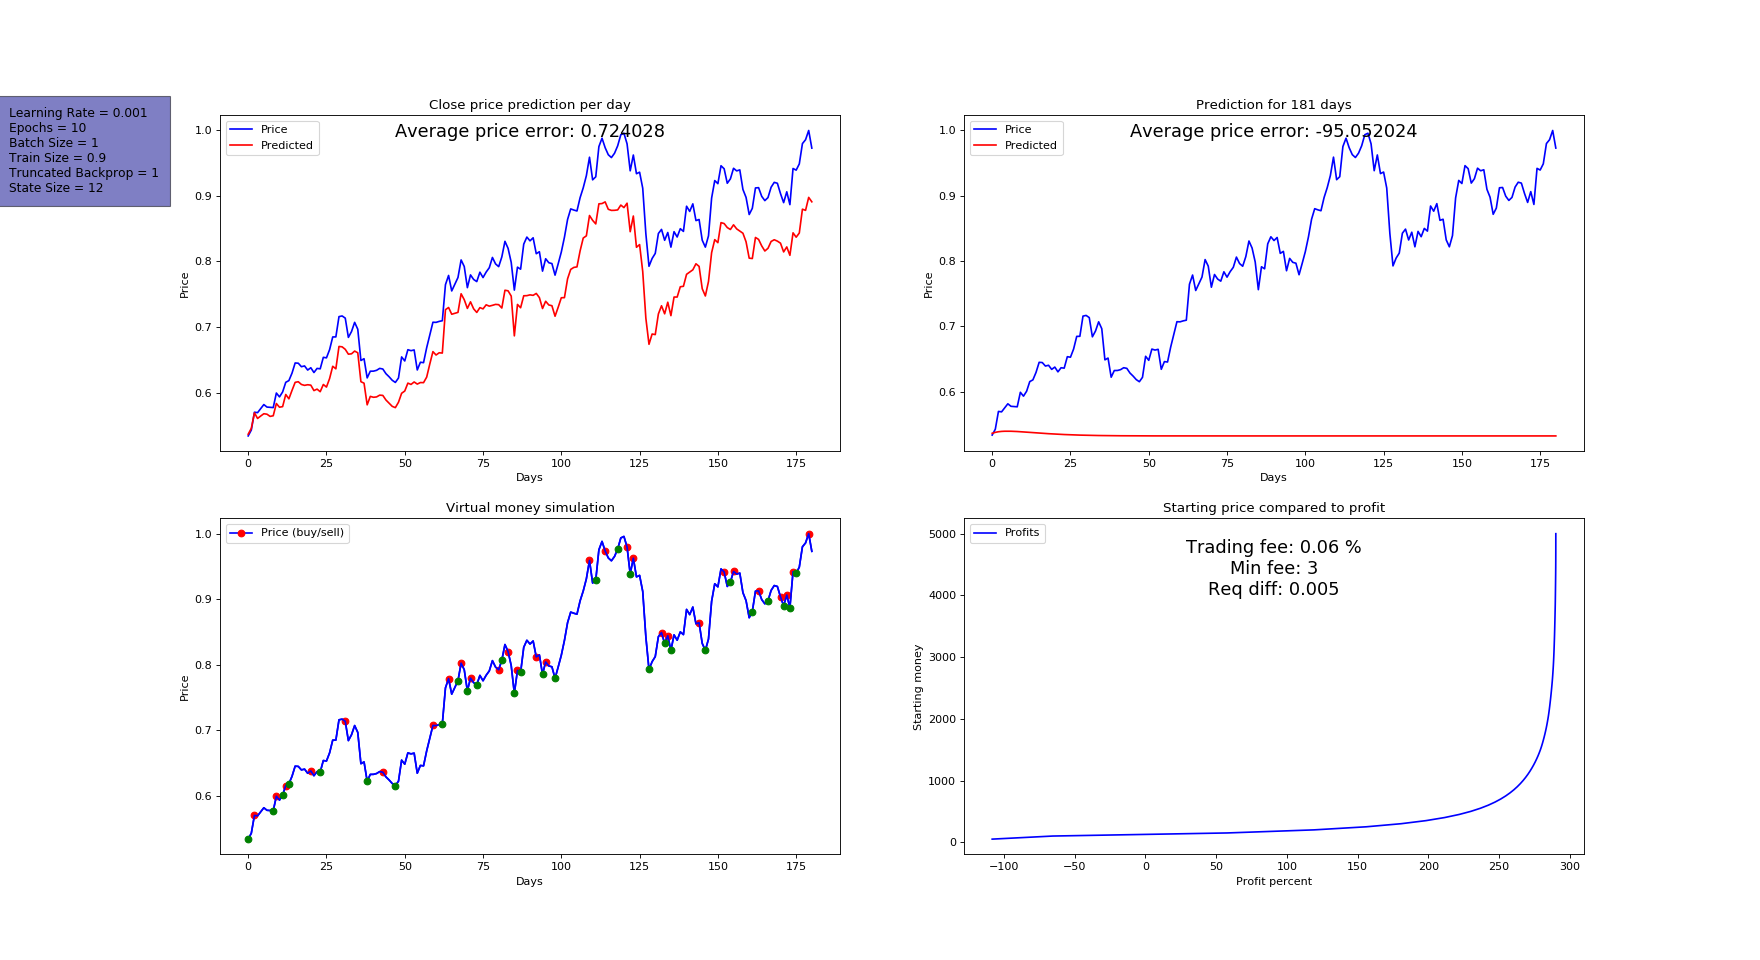 Learning Rate = 0.001
Epochs = 10
Batch Size = 1
Train Size = 0.9
Truncated Backprop = 1
State Size = 12
Close price prediction per day
Average price error: 0.724028
Price
Predicted
1.0
0.9
0.8
0.7
0.6
Price
0 25 50 75 100 125 150 175
Days
Prediction for 181 days
Average price error: -95.052024
Price
Predicted
1.0
0.9
0.8
0.7
0.6
Price
0 25 50 75 100 125 150 175
Days
Virtual money simulation
Price (buy/sell)
1.0
0.9
0.8
0.7
0.6
Price
0 25 50 75 100 125 150 175
Days
Starting price compared to profit
Profits
Trading fee: 0.06 %
Min fee: 3
Req diff: 0.005
5000
4000
3000
2000
1000
0
Starting money
−100 −50 0 50 100 150 200 250 300
Profit percent